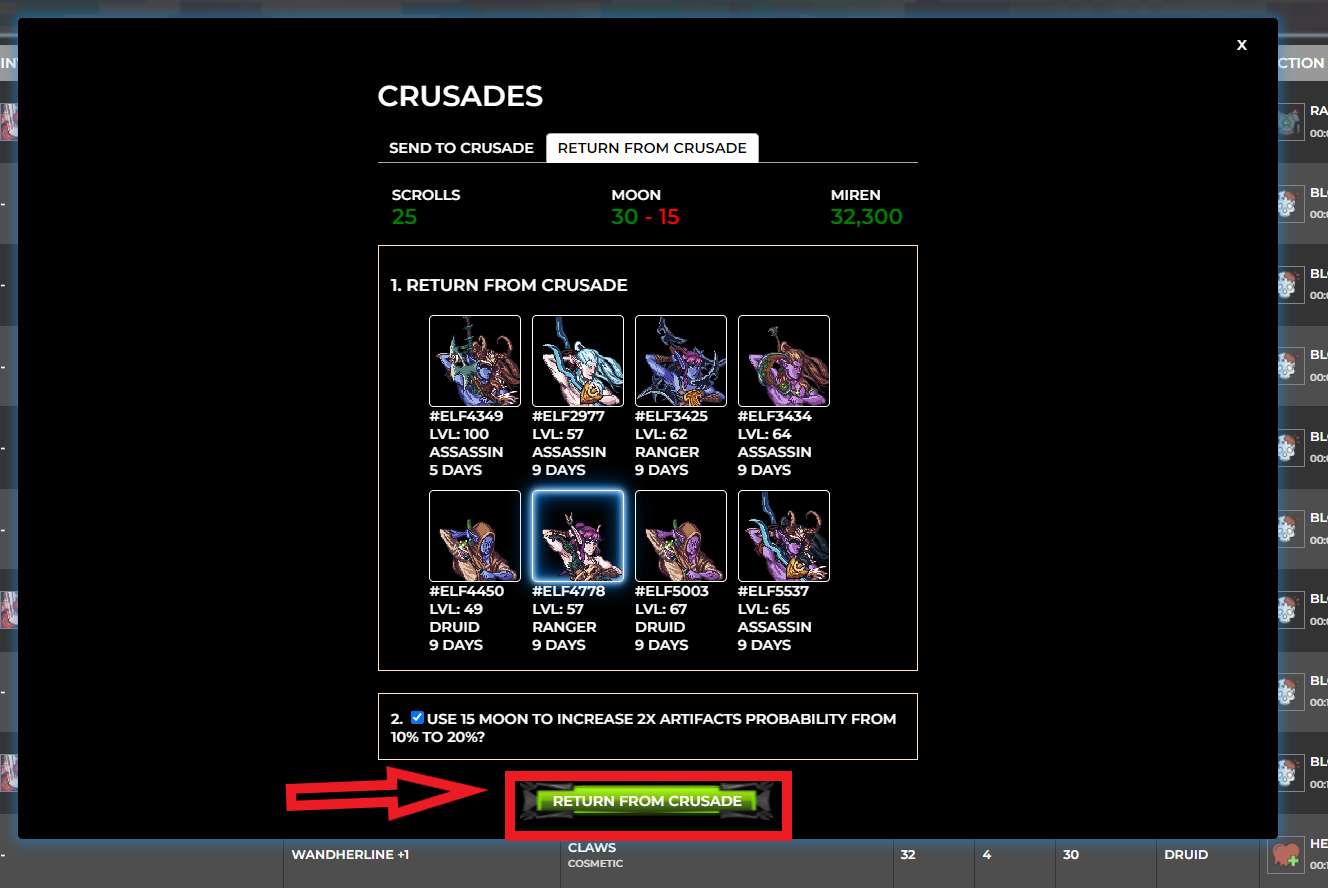 X
CRUSADES
SEND TO CRUSADE RETURN FROM CRUSADE
SCROLLS MOON MIREN
25 30 - 15 32,300
1. RETURN FROM CRUSADE
#ELF4349 #ELF2977 #ELF3425 #ELF3434
LVL: 100 LVL: 57 LVL: 62 LVL: 64
ASSASSIN ASSASSIN RANGER ASSASSIN
5 DAYS 9 DAYS 9 DAYS 9 DAYS
#ELF4450 #ELF4778 #ELF5003 #ELF5537
LVL: 49 LVL: 57 LVL: 67 LVL: 65
DRUID RANGER DRUID ASSASSIN
9 DAYS 9 DAYS 9 DAYS 9 DAYS
2. USE 15 MOON TO INCREASE 2X ARTIFACTS PROBABILITY FROM
10% TO 20%?
RETURN FROM CRUSADE
WANDHERLINE +1 CLAWS 32 4 30 DRUID
COSMETIC